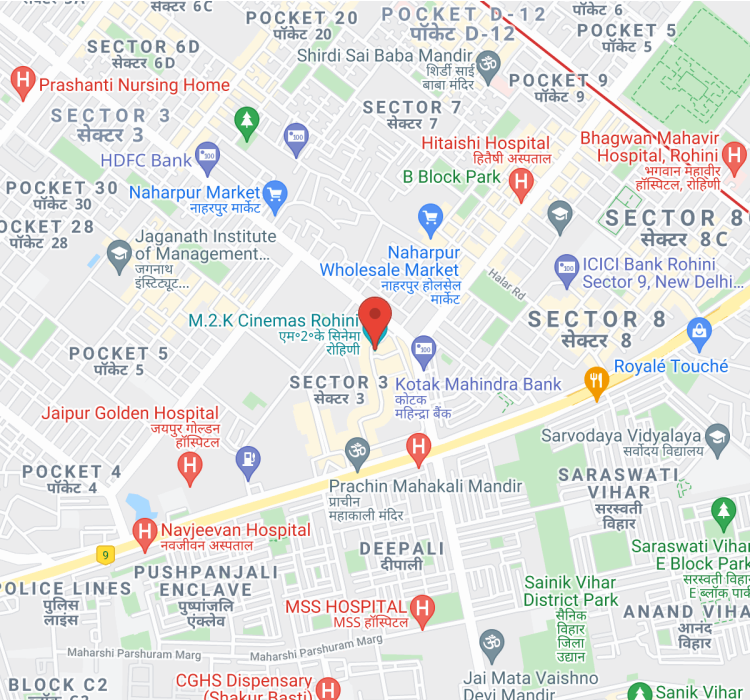 सेक्टर 3A
SECTOR 6C
सेक्टर 6C
POCKET 20
पॉकेट 20
POCKET D-12
पॉकेट D-12
POCKET 6
पॉकेट 6
POCKET 5
पॉकेट 5
SECTOR 6D
सेक्टर 6D
Shirdi Sai Baba Mandir
शिर्डी साई
बाबा मंदिर
POCKET 9
पॉकेट 9
Prashanti Nursing Home
SECTOR 3
सेक्टर 3
SECTOR 7
सेक्टर 7
HDFC Bank
Hitaishi Hospital
हितैषी अस्पताल
Bhagwan Mahavir
Hospital, Rohini
भगवान महावीर
हॉस्पिटल, रोहिणी
B Block Park
POCKET 30
पॉकेट 30
Naharpur Market
नाहरपुर मार्केट
OCKET 28
पॉकेट 28
Jaganath Institute
of Management...
जगनाथ
इंस्टिट्यूट...
SECTOR 8C
सेक्टर 8C
Naharpur
Wholesale Market
नाहरपुर होलसेल
मार्केट
Halar Rd
ICICI Bank Rohini
Sector 9, New Delhi...
M.2.K Cinemas Rohini
एम॰2॰के सिनेमा
रोहिणी
SECTOR 8
सेक्टर 8
Royalé Touché
POCKET 5
पॉकेट 5
SECTOR 3
सेक्टर 3
Kotak Mahindra Bank
कोटक
महिन्द्रा बैंक
Jaipur Golden Hospital
जयपुर गोल्डन
हॉस्पिटल
Sarvodaya Vidyalaya
सर्वोदय विद्यालय
POCKET 4
पॉकेट 4
Prachin Mahakali Mandir
प्राचीन
महाकाली मंदिर
SARASWATI
VIHAR
सरस्वती
विहार
Navjeevan Hospital
नवजीवन अस्पताल
9
DEEPALI
दीपाली
Saraswati Vihar
E Block Park
सरस्वती विहार
E ब्लॉक पार्क
POLICE LINES
पुलिस
लाइंस
PUSHPANJALI
ENCLAVE
पुष्पांजलि
एंक्लेव
MSS HOSPITAL
MSS हॉस्पिटल
Sainik Vihar
District Park
सैनिक
विहार
जिला
उद्यान
ANAND VIHA
आनंद
विहार
Maharshi Parshuram Marg
Maharshi Parshuram Marg
BLOCK C2
CGHS Dispensary
(Shakur Basti)
Jai Mata Vaishno
Devi Mandir
Sanik Vihar